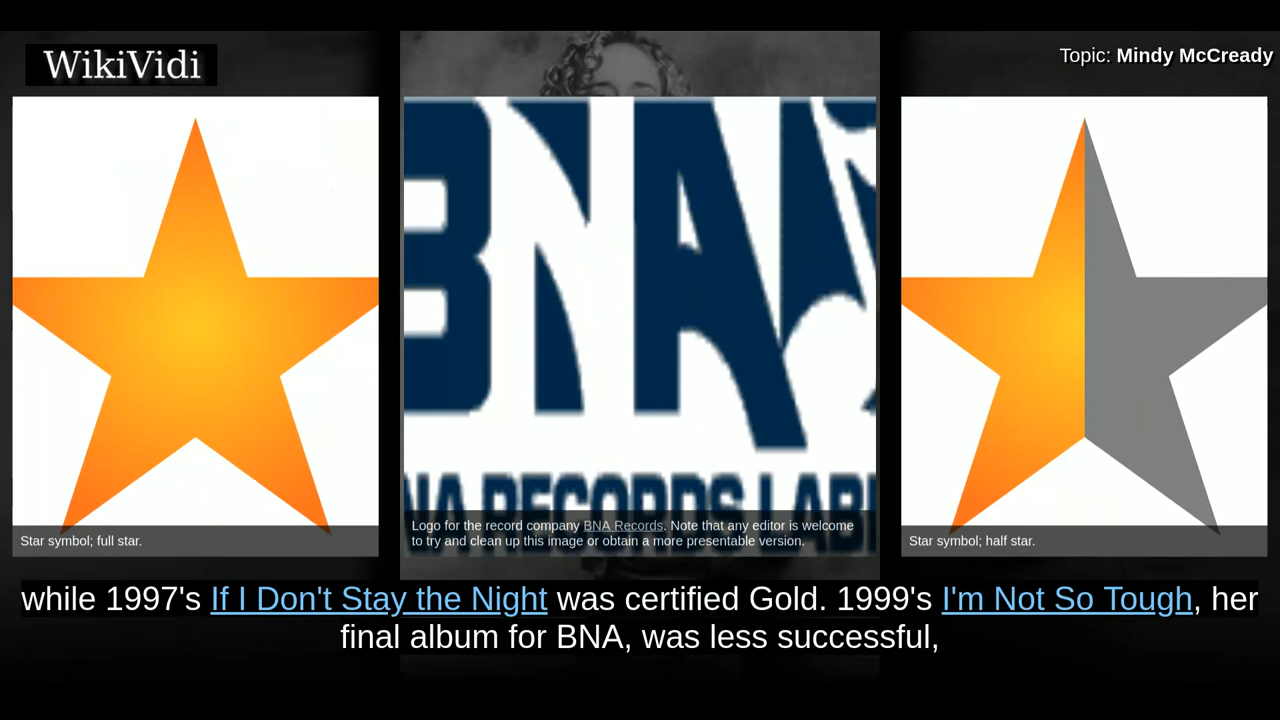 WikiVidi
Topic: Mindy McCready
BNA
NA RECORDS LAB
Star symbol; full star.
Logo for the record company BNA Records. Note that any editor is welcome
to try and clean up this image or obtain a more presentable version.
Star symbol; half star.
while 1997's If I Don't Stay the Night was certified Gold. 1999's I'm Not So Tough, her
final album for BNA, was less successful,